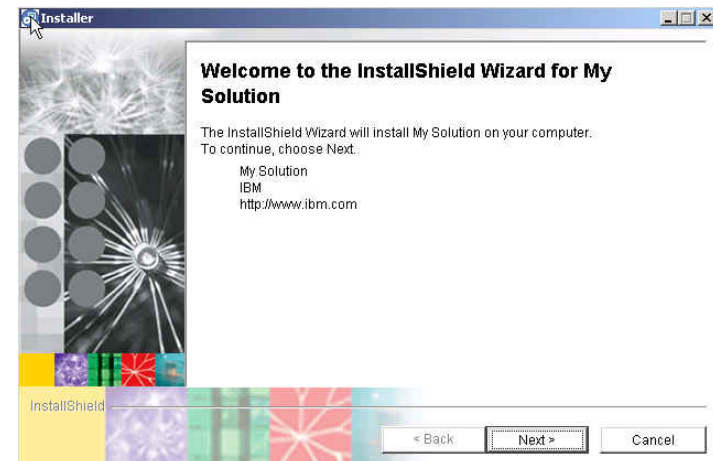 Installer
Welcome to the InstallShield Wizard for My
Solution
The InstallShield Wizard will install My Solution on your computer.
To continue, choose Next.
My Solution
IBM
http://www.ibm.com
InstallShield
< Back
Next >
Cancel